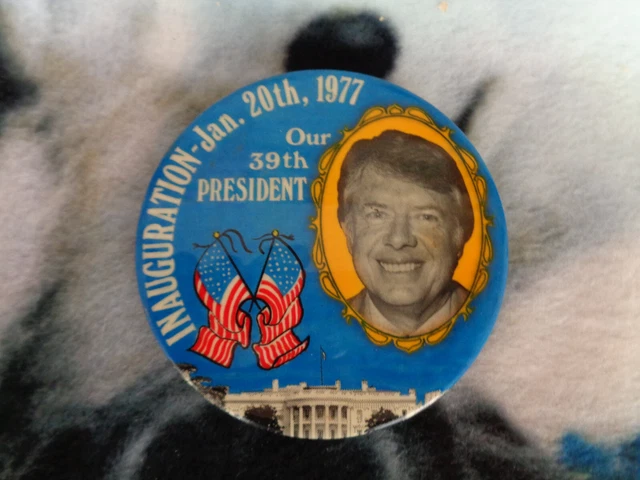 INAUGURATION-Jan. 20th, 1977
Our
39th
PRESIDENT